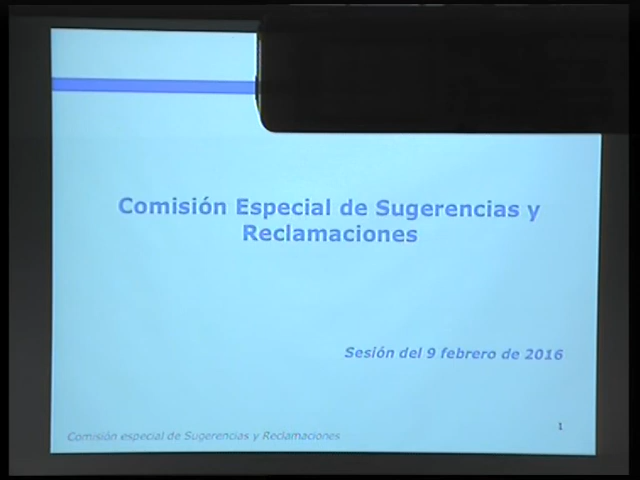 Comisión Especial de Sugerencias y
Reclamaciones
Sesión del 9 febrero de 2016
Comisión especial de Sugerencias y Reclamaciones
1